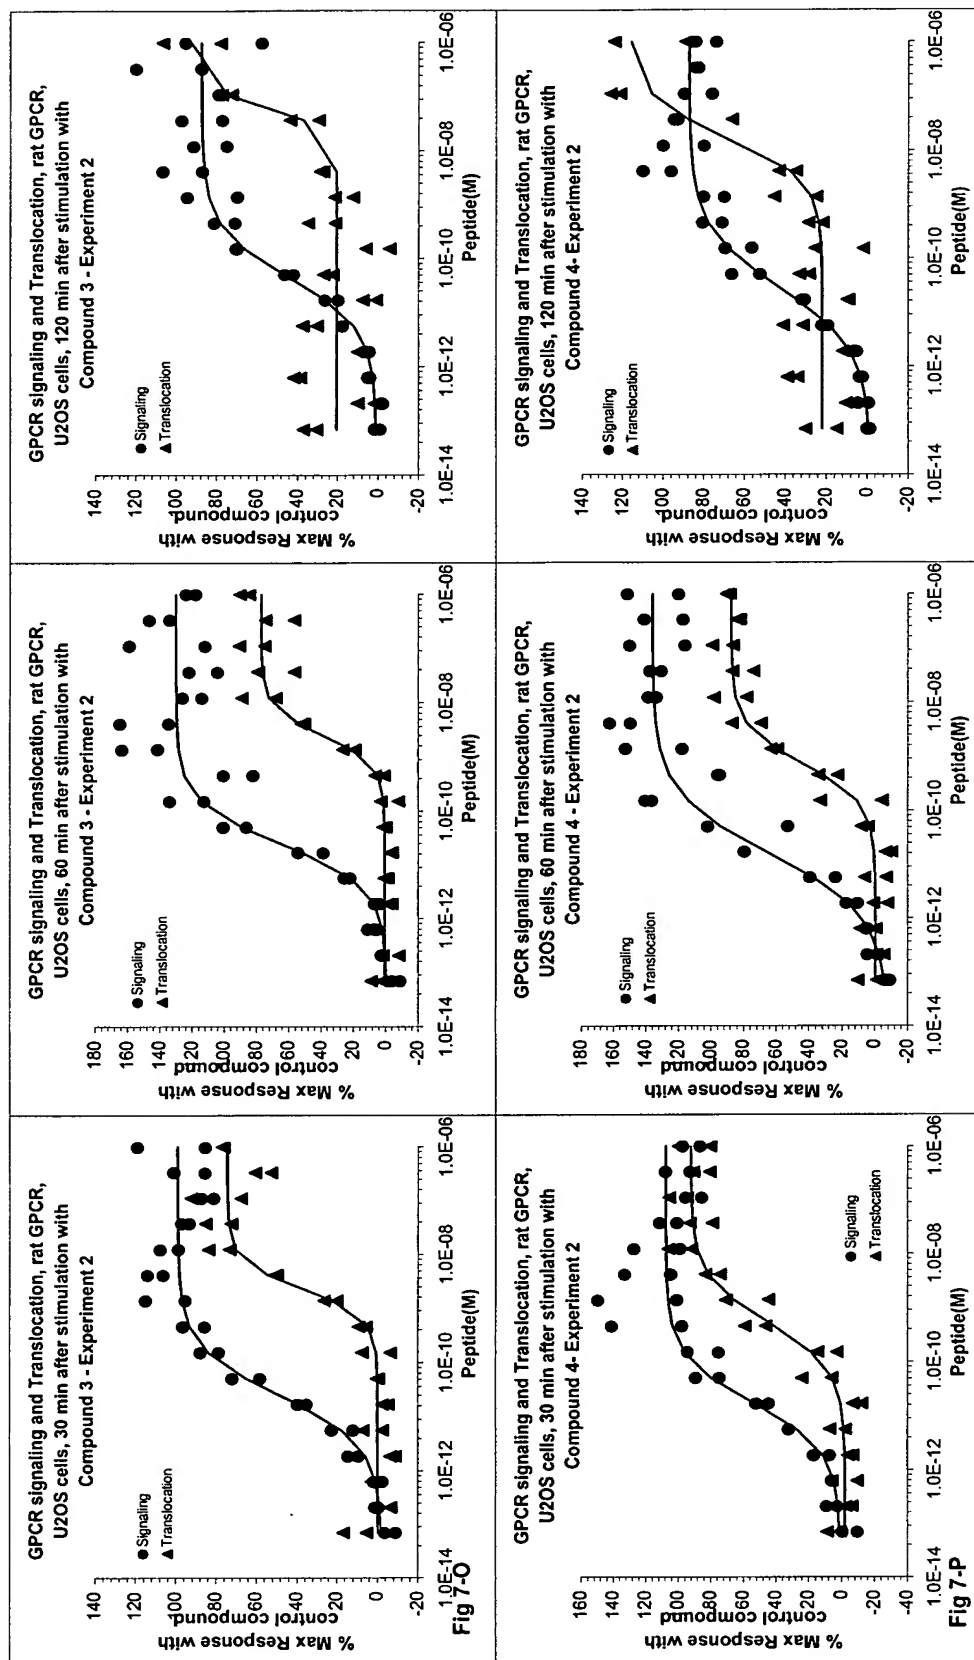 GPCR signaling and Translocation, rat GPCR,
U2OS cells, 30 min after stimulation with
Compound 3 - Experiment 2
Signaling
Translocation
% Max Response with
control compound
160
140
120
100
80
60
40
20
0
-20
1.0E-14
1.0E-12
1.0E-10
1.0E-08
1.0E-06
Peptide(M)
Fig 7-O
GPCR signaling and Translocation, rat GPCR,
U2OS cells, 60 min after stimulation with
Compound 3 - Experiment 2
Signaling
Translocation
% Max Response with
control compound
180
160
140
120
100
80
60
40
20
0
-20
1.0E-14
1.0E-12
1.0E-10
1.0E-08
1.0E-06
Peptide(M)
GPCR signaling and Translocation, rat GPCR,
U2OS cells, 120 min after stimulation with
Compound 3 - Experiment 2
Signaling
Translocation
% Max Response with
control compound
140
120
100
80
60
40
20
0
-20
1.0E-14
1.0E-12
1.0E-10
1.0E-08
1.0E-06
Peptide(M)
GPCR signaling and Translocation, rat GPCR,
U2OS cells, 30 min after stimulation with
Compound 4- Experiment 2
Signaling
Translocation
% Max Response with
control compound
160
140
120
100
80
60
40
20
0
-20
-40
1.0E-14
1.0E-12
1.0E-10
1.0E-08
1.0E-06
Peptide(M)
Fig 7-P
GPCR signaling and Translocation, rat GPCR,
U2OS cells, 60 min after stimulation with
Compound 4 - Experiment 2
Signaling
Translocation
% Max Response with
control compound
180
160
140
120
100
80
60
40
20
0
-20
1.0E-14
1.0E-12
1.0E-10
1.0E-08
1.0E-06
Peptide(M)
GPCR signaling and Translocation, rat GPCR,
U2OS cells, 120 min after stimulation with
Compound 4- Experiment 2
Signaling
Translocation
% Max Response with
control compound
140
120
100
80
60
40
20
0
-20
1.0E-14
1.0E-12
1.0E-10
1.0E-08
1.0E-06
Peptide(M)